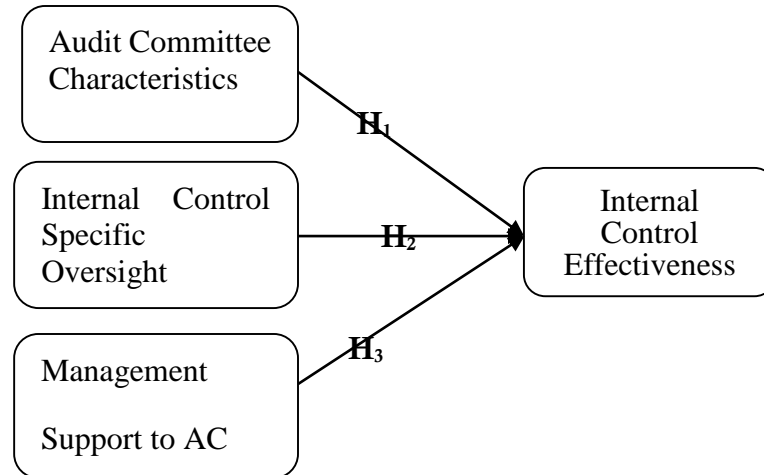 Audit Committee
Characteristics
H₁
Internal Control
Specific
Oversight
H₂
Internal
Control
Effectiveness
H₃
Management
Support to AC